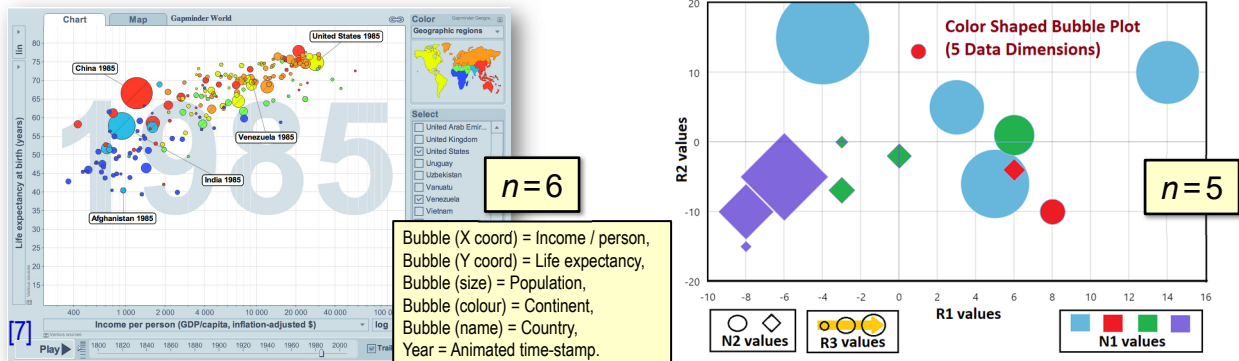 Chart
Map
Gapminder World
Color
Gapminder Geogra...
Geographic regions
lin
80
75
70
65
60
55
50
45
40
35
30
25
20
15
Life expectancy at birth (years)
1985
United States 1985
China 1985
Venezuela 1985
India 1985
Afghanistan 1985
Select
United Arab Emir...
United Kingdom
United States
Uruguay
Uzbekistan
Vanuatu
Venezuela
Vietnam
n=6
Bubble (X coord) = Income / person,
Bubble (Y coord) = Life expectancy,
Bubble (size) = Population,
Bubble (colour) = Continent,
Bubble (name) = Country,
Year = Animated time-stamp.
400
1 000
2 000
4 000
10 000
20 000
40 000
100 0
Income per person (GDP/capita, inflation-adjusted $)
log
[7]
Play
1800 1820 1840 1860 1880 1900 1920 1940 1960 1980 2000
Trail
Color Shaped Bubble Plot
(5 Data Dimensions)
20
10
0
-10
-20
R2 values
n=5
-10 -8 -6 -4 -2 0 2 4 6 8 10 12 14 16
R1 values
N2 values
R3 values
N1 values